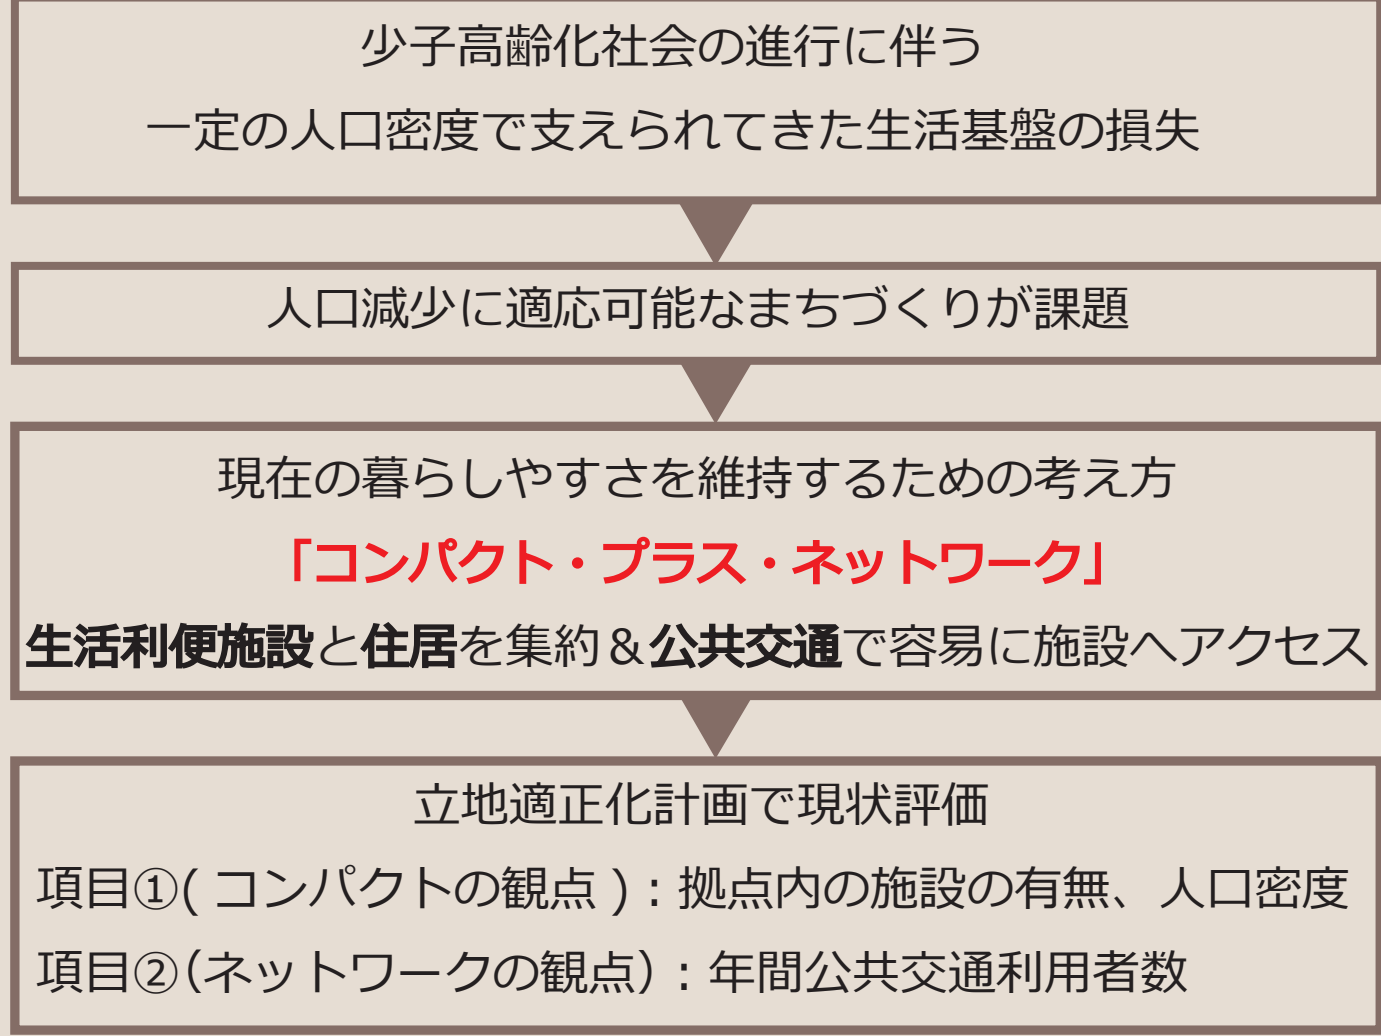 少子高齢化社会の進行に伴う
一定の人口密度で支えられてきた生活基盤の損失
人口減少に適応可能なまちづくりが課題
現在の暮らしやすさを維持するための考え方
「コンパクト・プラス・ネットワーク」
生活利便施設と住居を集約＆公共交通で容易に施設へアクセス
立地適正化計画で現状評価
項目①( コンパクトの観点 ) : 拠点内の施設の有無、人口密度
項目②（ネットワークの観点）: 年間公共交通利用者数